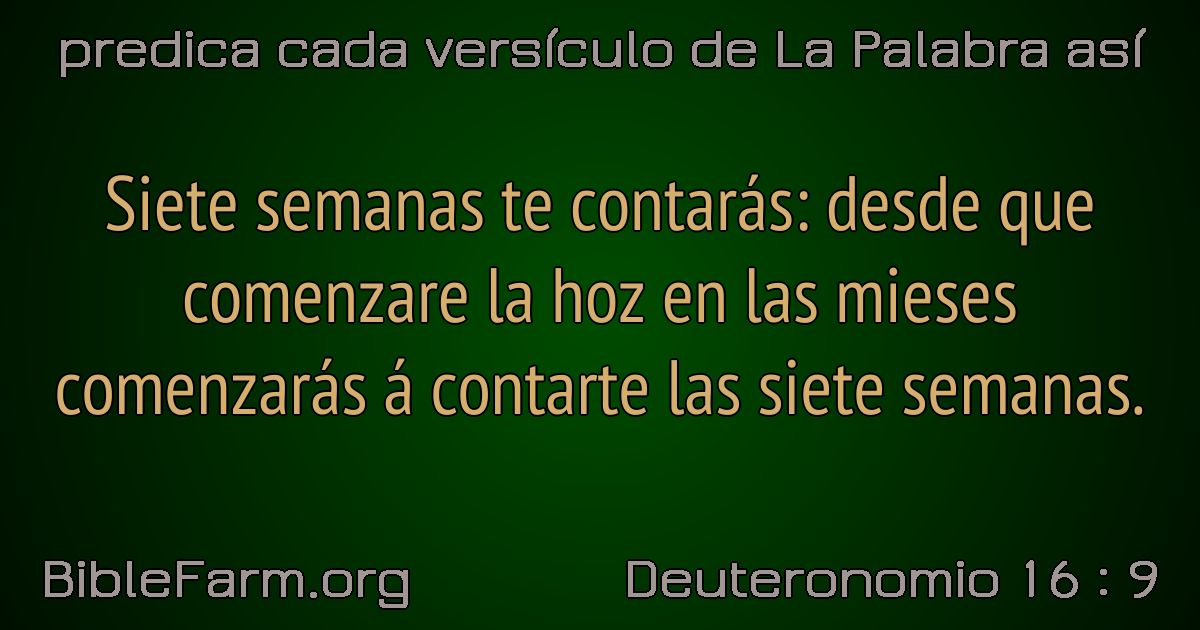 predica cada versículo de La Palabra así
Siete semanas te contarás: desde que
comenzare la hoz en las mieses
comenzarás á contarte las siete semanas.
BibleFarm.org
Deuteronomio 16 : 9